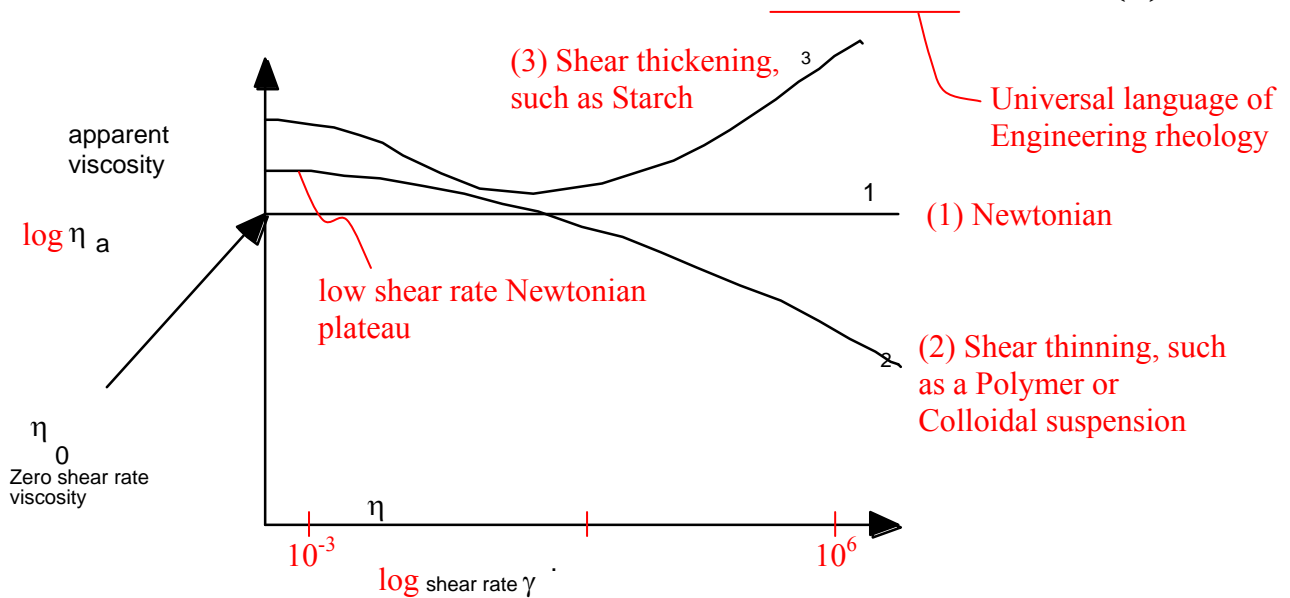 (3) Shear thickening,
such as Starch
3
Universal language of
Engineering rheology
apparent
viscosity
1
(1) Newtonian
log η a
low shear rate Newtonian
plateau
2
(2) Shear thinning, such
as a Polymer or
Colloidal suspension
η 0
Zero shear rate
viscosity
η
10⁻³
10⁶
log shear rate γ̇